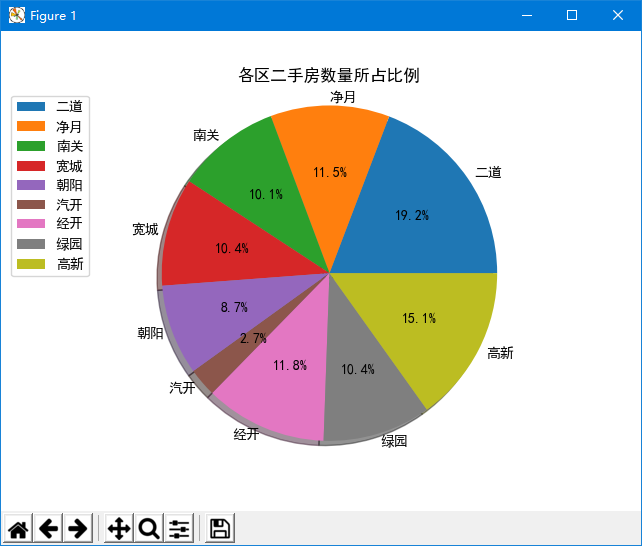 Figure 1
各区二手房数量所占比例
二道
净月
南关
宽城
朝阳
汽开
经开
绿园
高新
净月
南关
二道
宽城
朝阳
汽开
经开
绿园
高新
11.5%
10.1%
19.2%
10.4%
8.7%
2.7%
11.8%
10.4%
15.1%